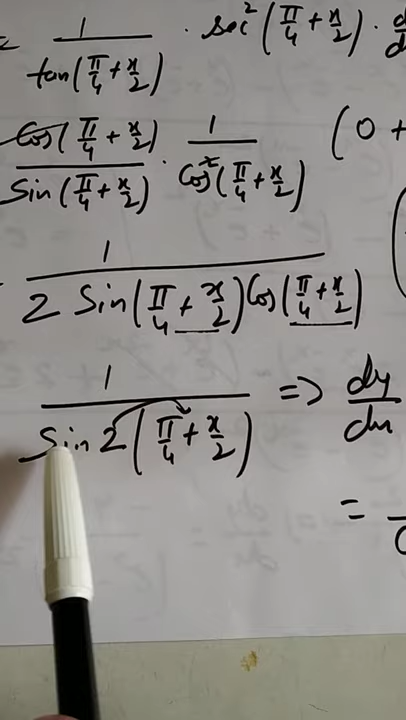 = 1/tan(π/4 + x/2) · sec²(π/4 + x/2) ·
Cos(π/4 + x/2)/Sin(π/4 + x/2) · 1/Cos²(π/4 + x/2) (0 +
1/2 Sin(π/4 + x/2) Cos(π/4 + x/2)
1/Sin 2(π/4 + x/2) => dy/dx
=